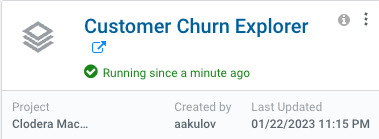 Customer Churn Explorer
Running since a minute ago
Project Created by Last Updated
Clodera Mac... aakulov 01/22/2023 11:15 PM